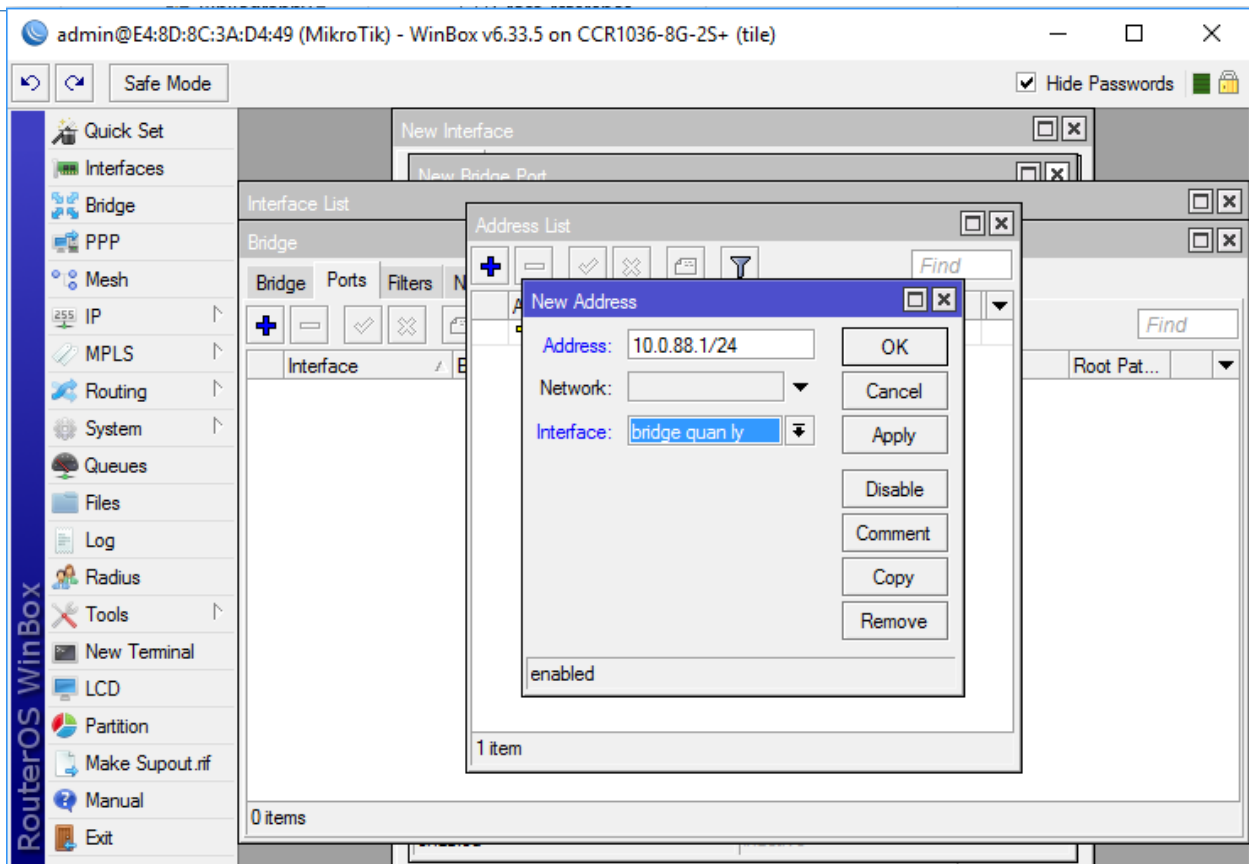 admin@E4:8D:8C:3A:D4:49 (MikroTik) - WinBox v6.33.5 on CCR1036-8G-2S+ (tile)
Safe Mode
Hide Passwords
Quick Set
Interfaces
Bridge
PPP
Mesh
255 IP
MPLS
Routing
System
Queues
Files
Log
Radius
Tools
New Terminal
LCD
Partition
Make Supout.rif
Manual
Exit
RouterOS WinBox
New Interface
New Bridge Port
Interface List
Bridge
Bridge Ports Filters N
Find
Interface
Root Pat...
0 items
Address List
Find
New Address
Address: 10.0.88.1/24
Network:
Interface: bridge quan ly
OK
Cancel
Apply
Disable
Comment
Copy
Remove
enabled
1 item